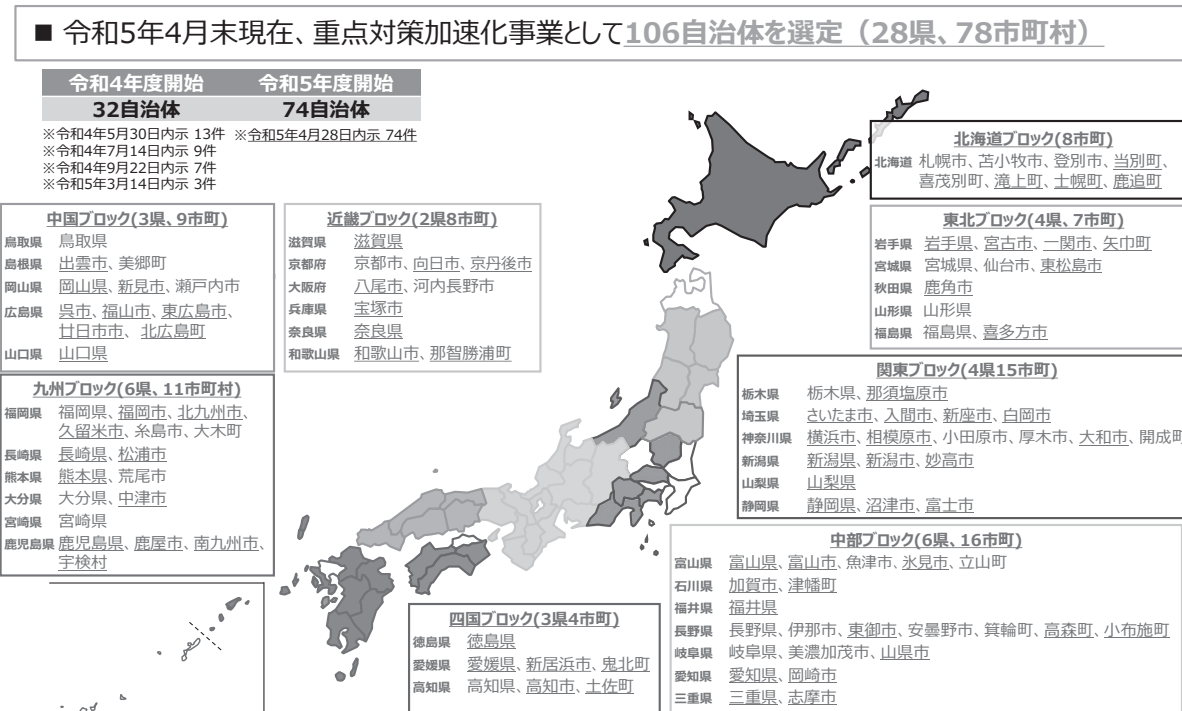 ■ 令和5年4月末現在、重点対策加速化事業として106自治体を選定（28県、78市町村）
令和4年度開始 令和5年度開始
32自治体 74自治体
※令和4年5月30日内示 13件 ※令和5年4月28日内示 74件
※令和4年7月14日内示 9件
※令和4年9月22日内示 7件
※令和5年3月14日内示 3件
北海道ブロック(8市町)
北海道 札幌市、苫小牧市、登別市、当別町、
喜茂別町、滝上町、士幌町、鹿追町
中国ブロック(3県、9市町)
鳥取県 鳥取県
島根県 出雲市、美郷町
岡山県 岡山県、新見市、瀬戸内市
広島県 呉市、福山市、東広島市、
廿日市市、北広島町
山口県 山口県
近畿ブロック(2県8市町)
滋賀県 滋賀県
京都府 京都市、向日市、京丹後市
大阪府 八尾市、河内長野市
兵庫県 宝塚市
奈良県 奈良県
和歌山県 和歌山市、那智勝浦町
東北ブロック(4県、7市町)
岩手県 岩手県、宮古市、一関市、矢巾町
宮城県 宮城県、仙台市、東松島市
秋田県 鹿角市
山形県 山形県
福島県 福島県、喜多方市
関東ブロック(4県15市町)
栃木県 栃木県、那須塩原市
埼玉県 さいたま市、入間市、新座市、白岡市
神奈川県 横浜市、相模原市、小田原市、厚木市、大和市、開成町
新潟県 新潟県、新潟市、妙高市
山梨県 山梨県
静岡県 静岡県、沼津市、富士市
九州ブロック(6県、11市町村)
福岡県 福岡県、福岡市、北九州市、
久留米市、糸島市、大木町
長崎県 長崎県、松浦市
熊本県 熊本県、荒尾市
大分県 大分県、中津市
宮崎県 宮崎県
鹿児島県 鹿児島県、鹿屋市、南九州市、
宇検村
中部ブロック(6県、16市町)
富山県 富山県、富山市、魚津市、氷見市、立山町
石川県 加賀市、津幡町
福井県 福井県
長野県 長野県、伊那市、東御市、安曇野市、箕輪町、高森町、小布施町
岐阜県 岐阜県、美濃加茂市、山県市
愛知県 愛知県、岡崎市
三重県 三重県、志摩市
四国ブロック(3県4市町)
徳島県 徳島県
愛媛県 愛媛県、新居浜市、鬼北町
高知県 高知県、高知市、土佐町